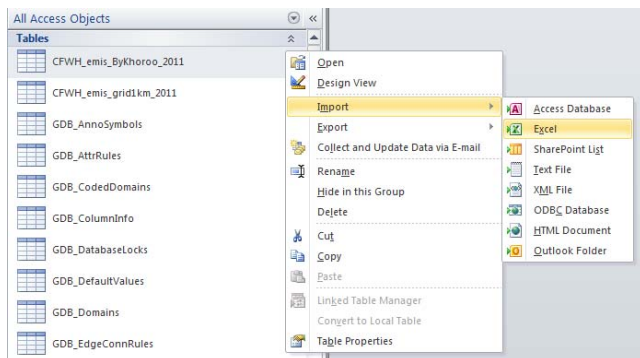 All Access Objects
Tables
CFWH_emis_ByKhoroo_2011
CFWH_emis_grid1km_2011
GDB_AnnoSymbols
GDB_AttrRules
GDB_CodedDomains
GDB_ColumnInfo
GDB_DatabaseLocks
GDB_DefaultValues
GDB_Domains
GDB_EdgeConnRules
Open
Design View
Import
Export
Collect and Update Data via E-mail
Rename
Hide in this Group
Delete
Cut
Copy
Paste
Linked Table Manager
Convert to Local Table
Table Properties
Access Database
Excel
SharePoint List
Text File
XML File
ODBC Database
HTML Document
Outlook Folder